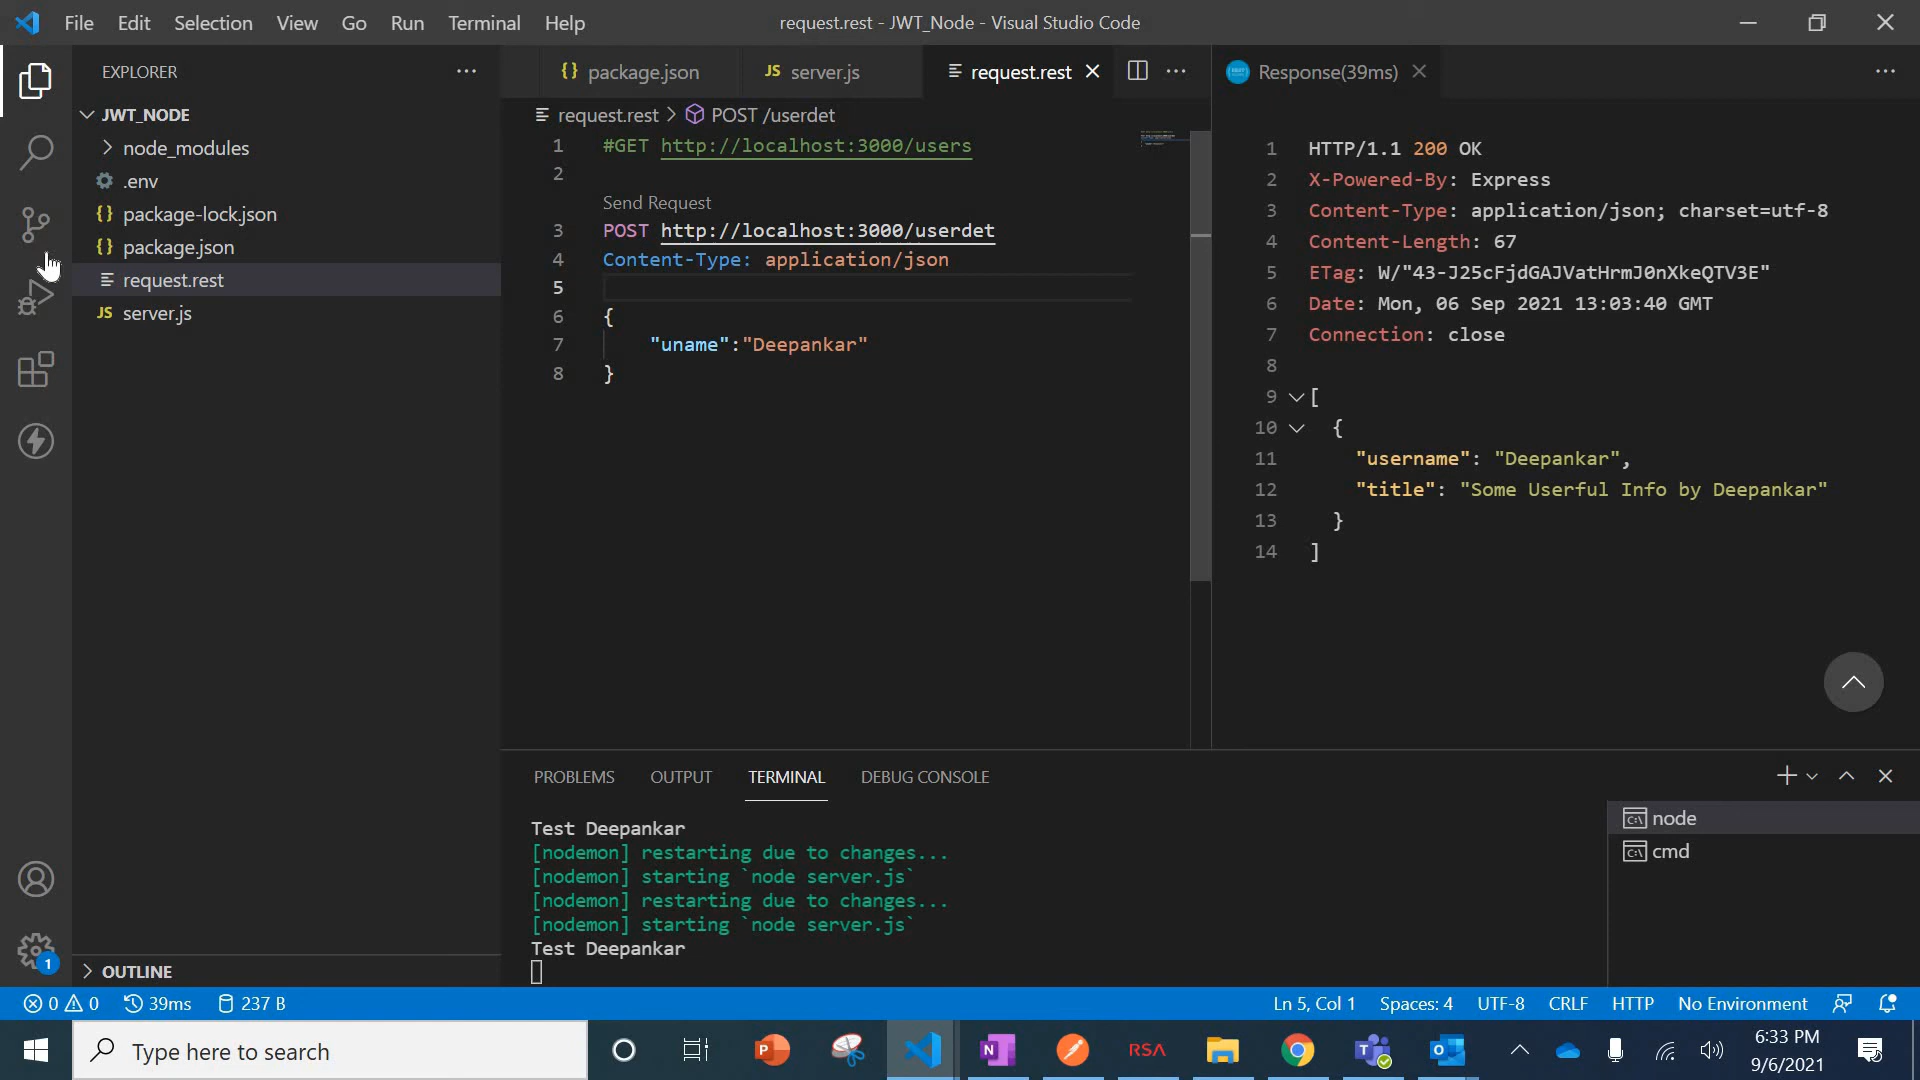 File Edit Selection View Go Run Terminal Help request.rest - JWT_Node - Visual Studio Code
EXPLORER
JWT_NODE
node_modules
.env
package-lock.json
package.json
request.rest
server.js
OUTLINE
package.json server.js request.rest
request.rest > POST /userdet
1 #GET http://localhost:3000/users
2
Send Request
3 POST http://localhost:3000/userdet
4 Content-Type: application/json
5
6 {
7 "uname":"Deepankar"
8 }
Response(39ms)
1 HTTP/1.1 200 OK
2 X-Powered-By: Express
3 Content-Type: application/json; charset=utf-8
4 Content-Length: 67
5 ETag: W/"43-J25cFjdGAJVatHrmJ0nXkeQTV3E"
6 Date: Mon, 06 Sep 2021 13:03:40 GMT
7 Connection: close
8
9 [
10 {
11 "username": "Deepankar",
12 "title": "Some Userful Info by Deepankar"
13 }
14 ]
PROBLEMS OUTPUT TERMINAL DEBUG CONSOLE
Test Deepankar
[nodemon] restarting due to changes...
[nodemon] starting `node server.js`
[nodemon] restarting due to changes...
[nodemon] starting `node server.js`
Test Deepankar
node
cmd
1
0 0 39ms 237 B Ln 5, Col 1 Spaces: 4 UTF-8 CRLF HTTP No Environment
Type here to search
RSA
6:33 PM
9/6/2021